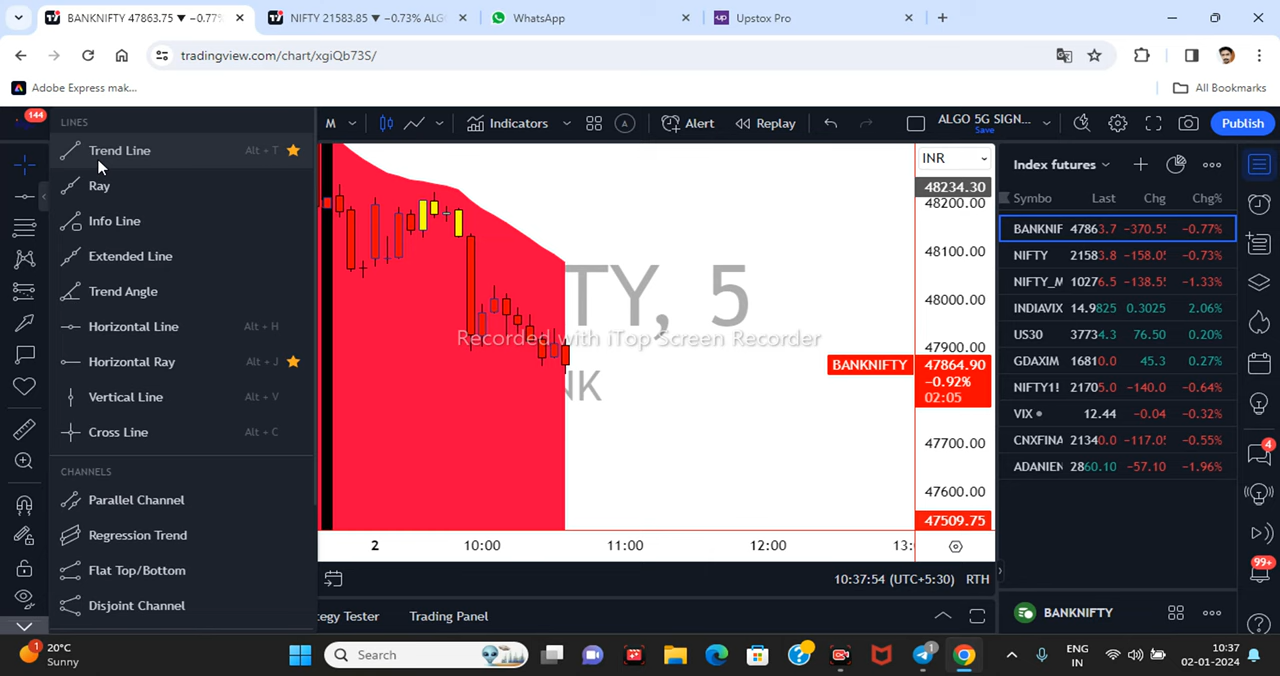 BANKNIFTY 47863.75 ▼ −0.77%
NIFTY 21583.85 ▼ −0.73% ALG
WhatsApp
Upstox Pro
tradingview.com/chart/xgiQb73S/
Adobe Express mak...
All Bookmarks
144
M
Indicators
A
Alert
Replay
ALGO 5G SIGN...
Save
Publish
LINES
Trend Line Alt + T
Ray
Info Line
Extended Line
Trend Angle
Horizontal Line Alt + H
Horizontal Ray Alt + J
Vertical Line Alt + V
Cross Line Alt + C
CHANNELS
Parallel Channel
Regression Trend
Flat Top/Bottom
Disjoint Channel
TY, 5
NK
Recorded with iTop Screen Recorder
INR
48234.30
48200.00
48100.00
48000.00
47900.00
BANKNIFTY 47864.90
−0.92%
02:05
47700.00
47600.00
47509.75
2 10:00 11:00 12:00 13:
10:37:54 (UTC+5:30) RTH
tegy Tester Trading Panel
Index futures
Symbo Last Chg Chg%
BANKNIF 47863.7 −370.5 −0.77%
NIFTY 21583.8 −158.0 −0.73%
NIFTY_M 10276.5 −138.5 −1.33%
INDIAVIX 14.9825 0.3025 2.06%
US30 37734.3 76.50 0.20%
GDAXIM 16810.0 45.3 0.27%
NIFTY1! 21705.0 −140.0 −0.64%
VIX 12.44 −0.04 −0.32%
CNXFINA 21340.0 −117.0 −0.55%
ADANIEN 2860.10 −57.10 −1.96%
4
99+
BANKNIFTY
1
20°C
Sunny
Search
1
ENG
IN
10:37
02-01-2024